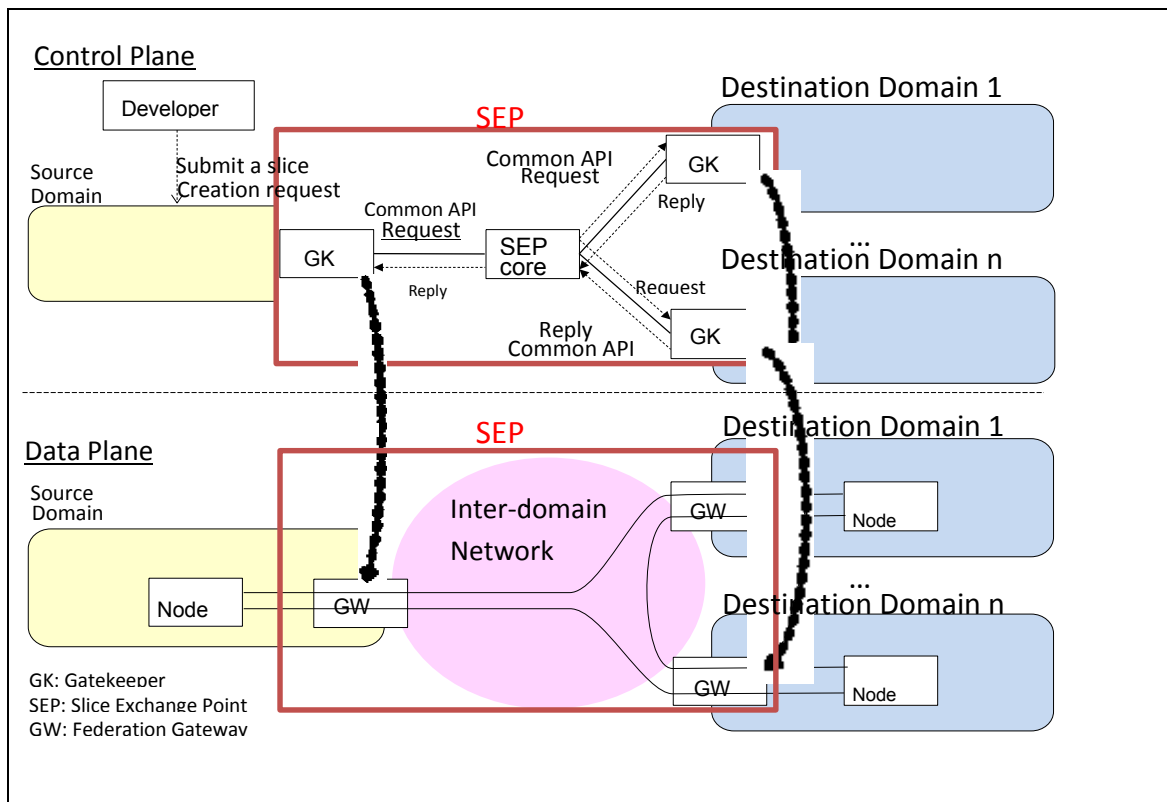 Control Plane
Developer
Submit a slice
Creation request
Source
Domain
SEP
Destination Domain 1
GK
Common API
Request
Reply
Common API
Request
GK
SEP
core
Reply
...
Destination Domain n
Request
GK
Reply
Common API
Data Plane
SEP
Destination Domain 1
Source
Domain
Inter-domain
Network
GW
Node
...
Destination Domain n
Node
GW
GW
Node
GK: Gatekeeper
SEP: Slice Exchange Point
GW: Federation Gateway